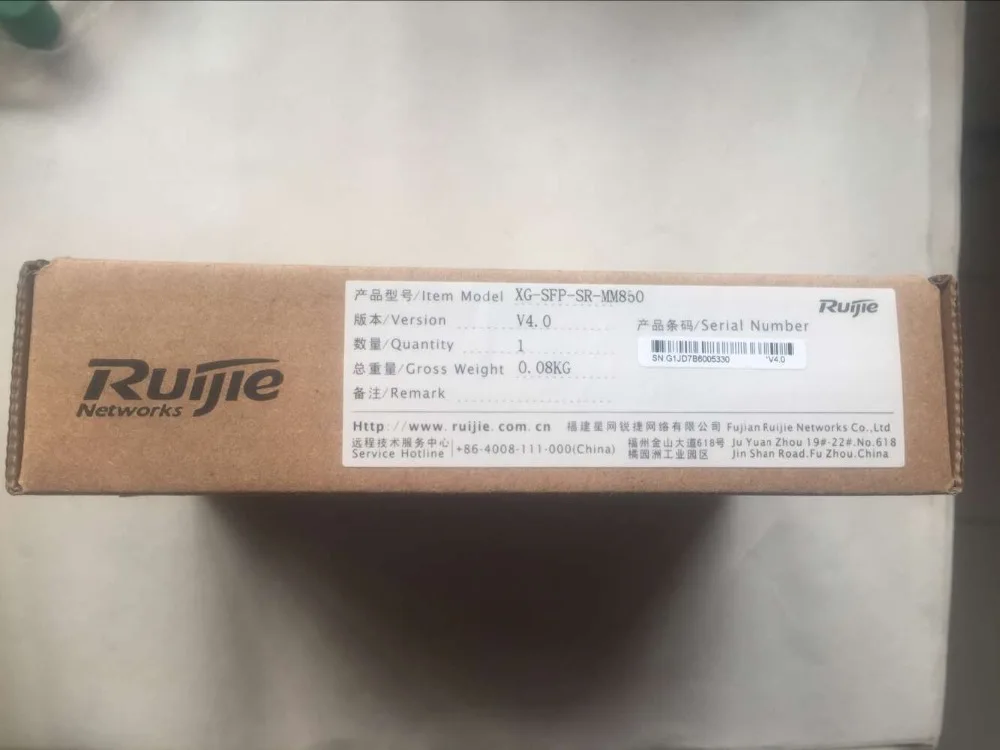 Ruijie
Networks
产品型号/Item Model XG-SFP-SR-MM850
版本/Version V4.0
数量/Quantity 1
总重量/Gross Weight 0.08KG
备注/Remark
Ruijie
产品条码/Serial Number
SN:G1JD7B6005330 "V4.0
Http://www.ruijie.com.cn 福建星网锐捷网络有限公司 Fujian Ruijie Networks Co.,Ltd
远程技术服务中心
Service Hotline +86-4008-111-000(China)
福州金山大道618号 Ju Yuan Zhou 19#-22#.No.618
橘园洲工业园区 Jin Shan Road.Fu Zhou.China